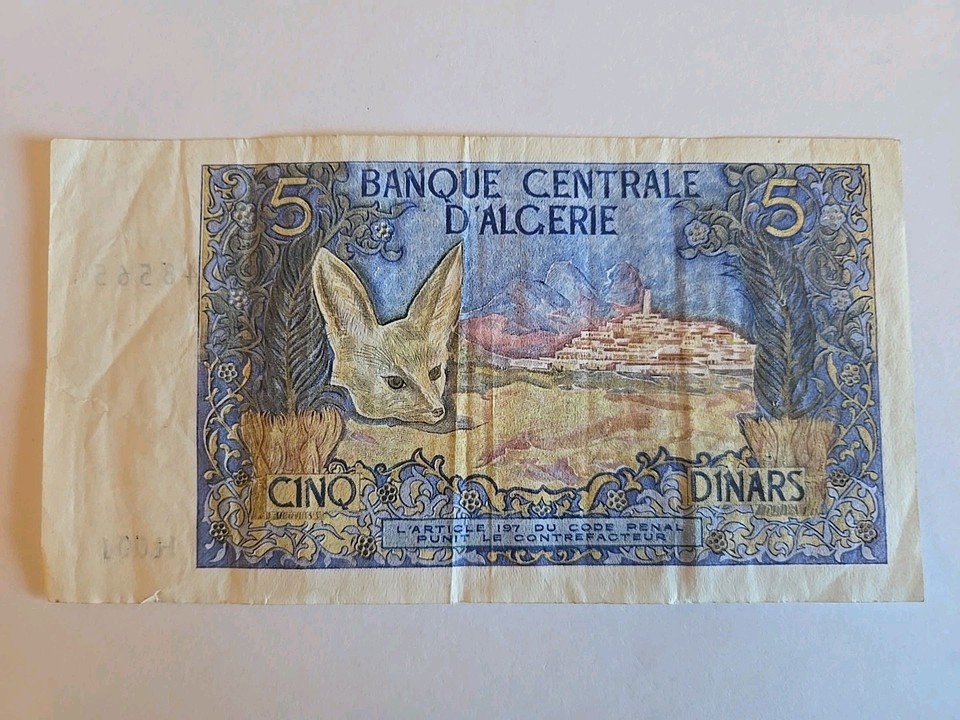 5 BANQUE CENTRALE 5
D'ALGERIE
CINQ DINARS
L'ARTICLE 197 DU CODE PENAL
PUNIT LE CONTREFACTEUR